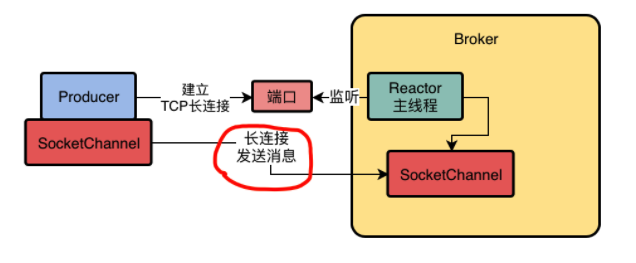 Broker
Producer
建立
TCP长连接
端口
监听
Reactor
主线程
SocketChannel
长连接
发送消息
SocketChannel